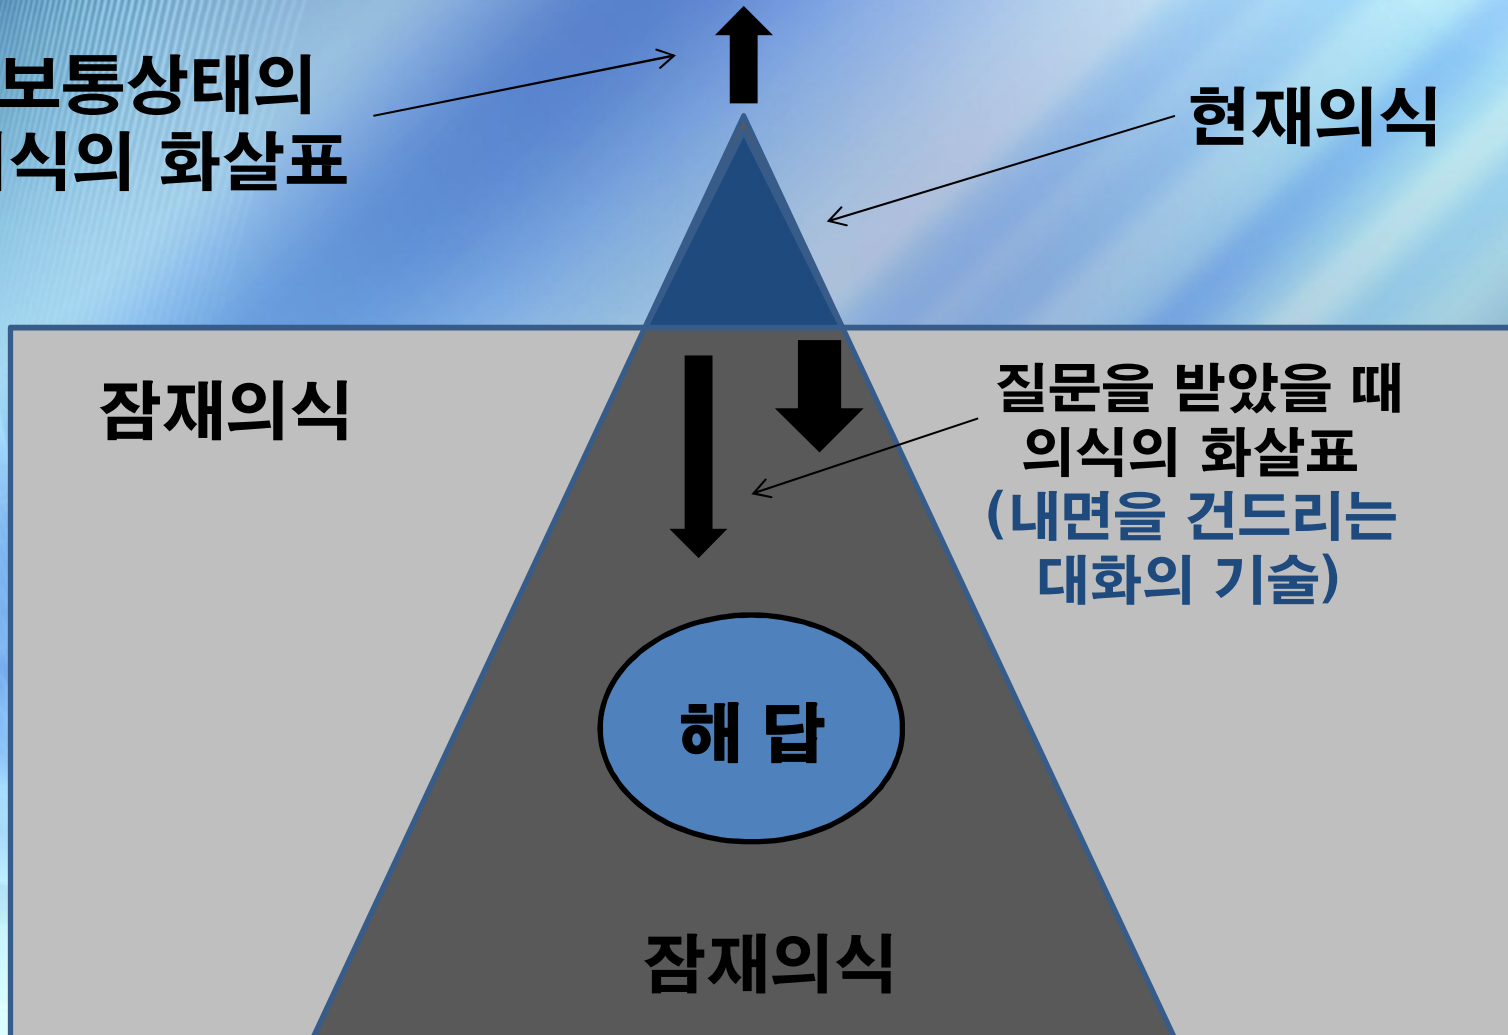 보통상태의
의식의 화살표
현재의식
잠재의식
질문을 받았을 때
의식의 화살표
(내면을 건드리는
대화의 기술)
해 답
잠재의식